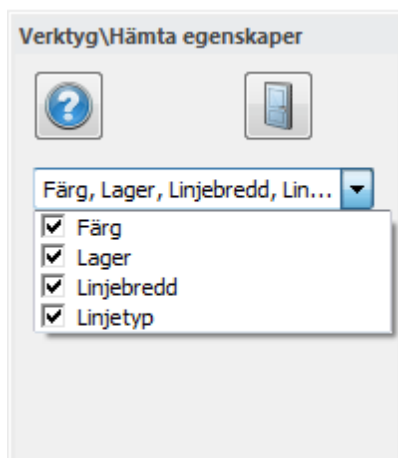 Verktyg\Hämta egenskaper
Färg, Lager, Linjebredd, Lin...
Färg
Lager
Linjebredd
Linjetyp